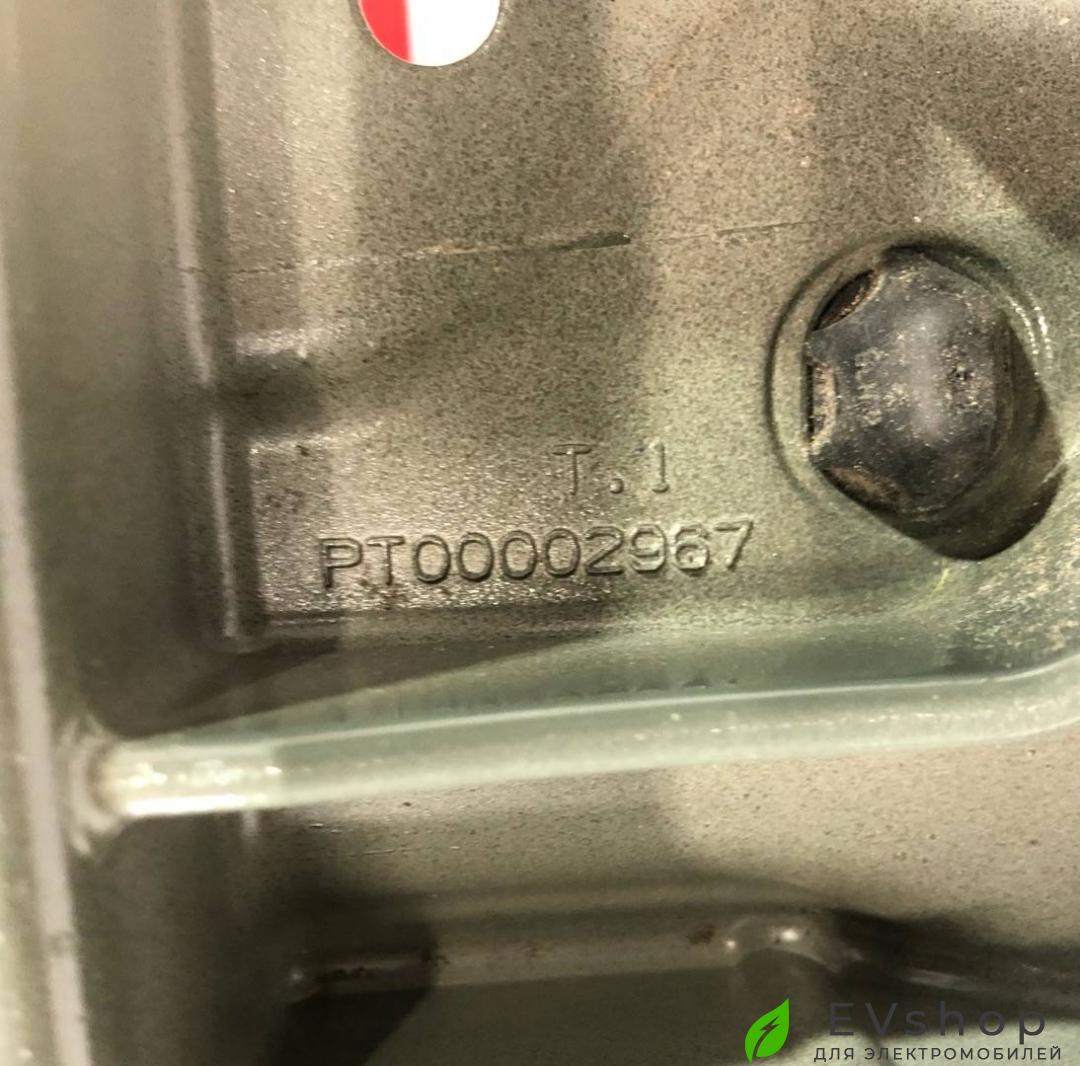 T.1
PT00002967
EVshop
ДЛЯ ЭЛЕКТРОМОБИЛЕЙ